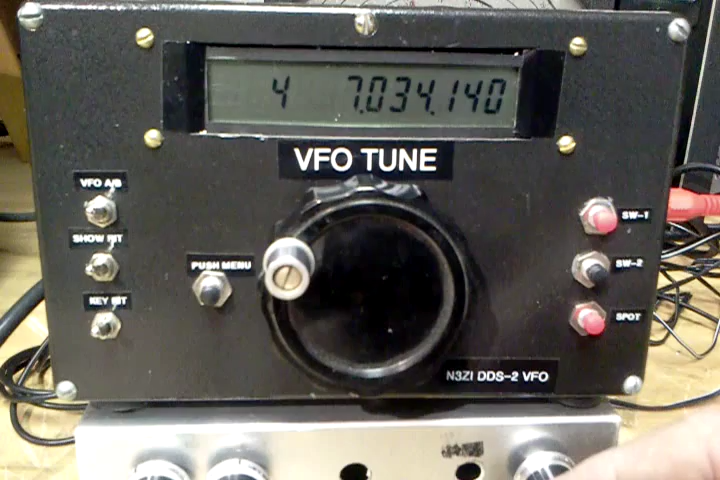 4 7.034.140
VFO TUNE
VFO A/B
SHOW RIT
KEY RIT
PUSH MENU
SW-1
SW-2
SPOT
N3ZI DDS-2 VFO